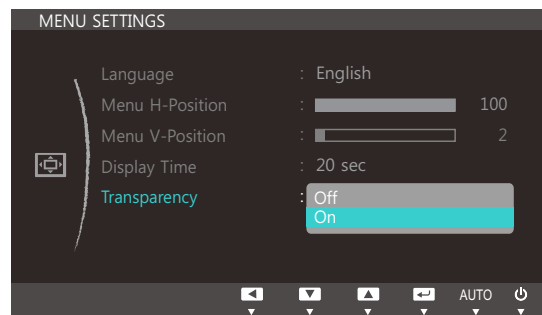 MENU SETTINGS
Language : English
Menu H-Position : 100
Menu V-Position : 2
Display Time : 20 sec
Transparency : Off
On
AUTO